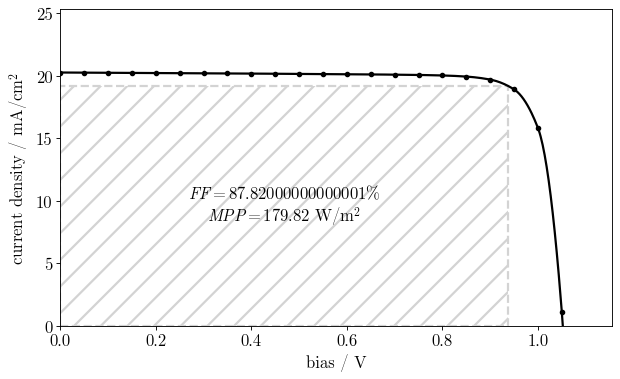 25
20
15
10
5
0
current density / mA/cm²
FF = 87.82000000000001%
MPP = 179.82 W/m²
0.0 0.2 0.4 0.6 0.8 1.0
bias / V